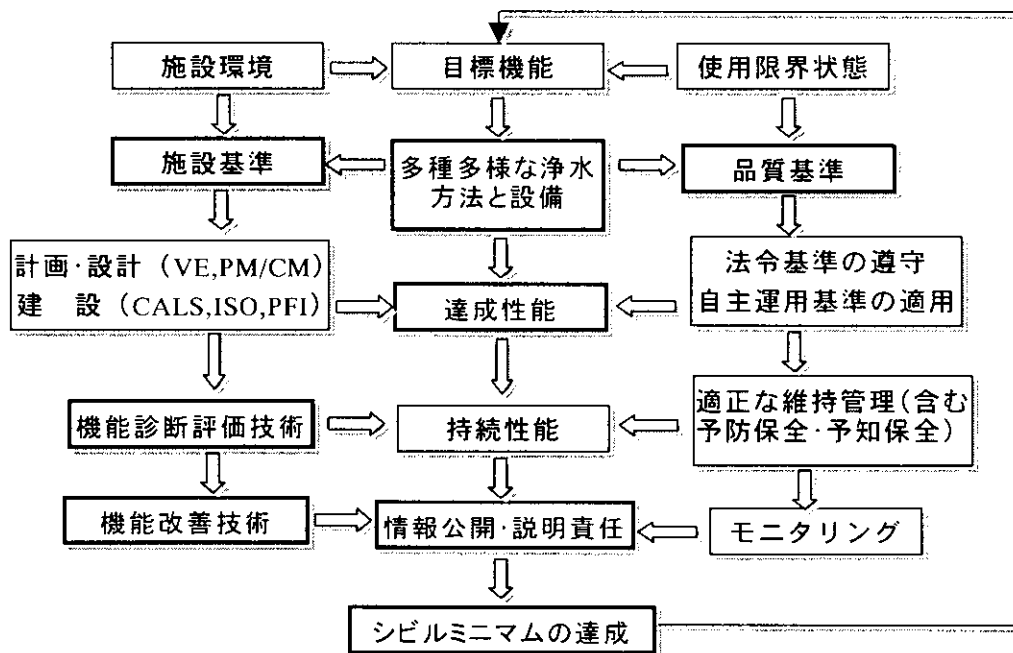 施設環境
目標機能
使用限界状態
施設基準
多種多様な浄水
方法と設備
品質基準
計画・設計（VE,PM/CM）
建　設（CALS,ISO,PFI）
達成性能
法令基準の遵守
自主運用基準の適用
機能診断評価技術
持続性能
適正な維持管理（含む
予防保全・予知保全）
機能改善技術
情報公開・説明責任
モニタリング
シビルミニマムの達成